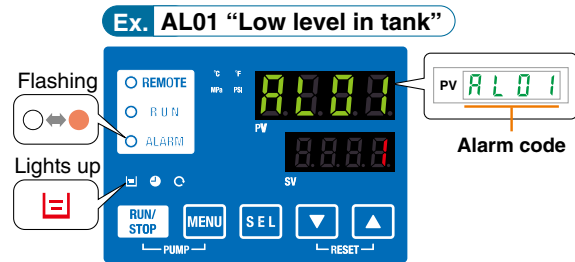 Ex. AL01 “Low level in tank”
Flashing
Lights up
REMOTE
RUN
ALARM
°C °F
MPa PSI
AL01
PV
1
SV
RUN/
STOP
MENU
SEL
PUMP
RESET
PV AL01
Alarm code